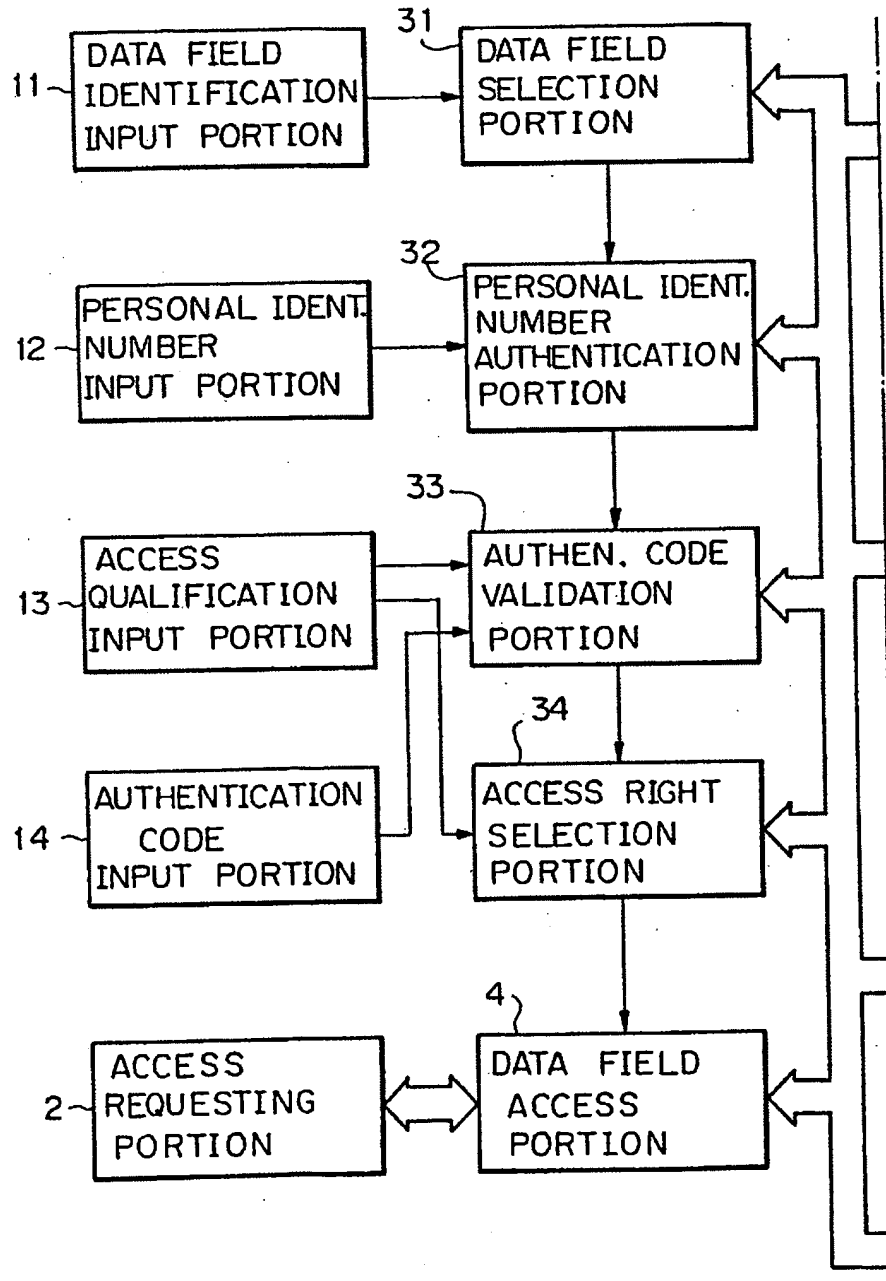 11
DATA FIELD
IDENTIFICATION
INPUT PORTION
31
DATA FIELD
SELECTION
PORTION
12
PERSONAL IDENT.
NUMBER
INPUT PORTION
32
PERSONAL IDENT.
NUMBER
AUTHENTICATION
PORTION
13
ACCESS
QUALIFICATION
INPUT PORTION
33
AUTHEN. CODE
VALIDATION
PORTION
14
AUTHENTICATION
CODE
INPUT PORTION
34
ACCESS RIGHT
SELECTION
PORTION
2
ACCESS
REQUESTING
PORTION
4
DATA FIELD
ACCESS
PORTION